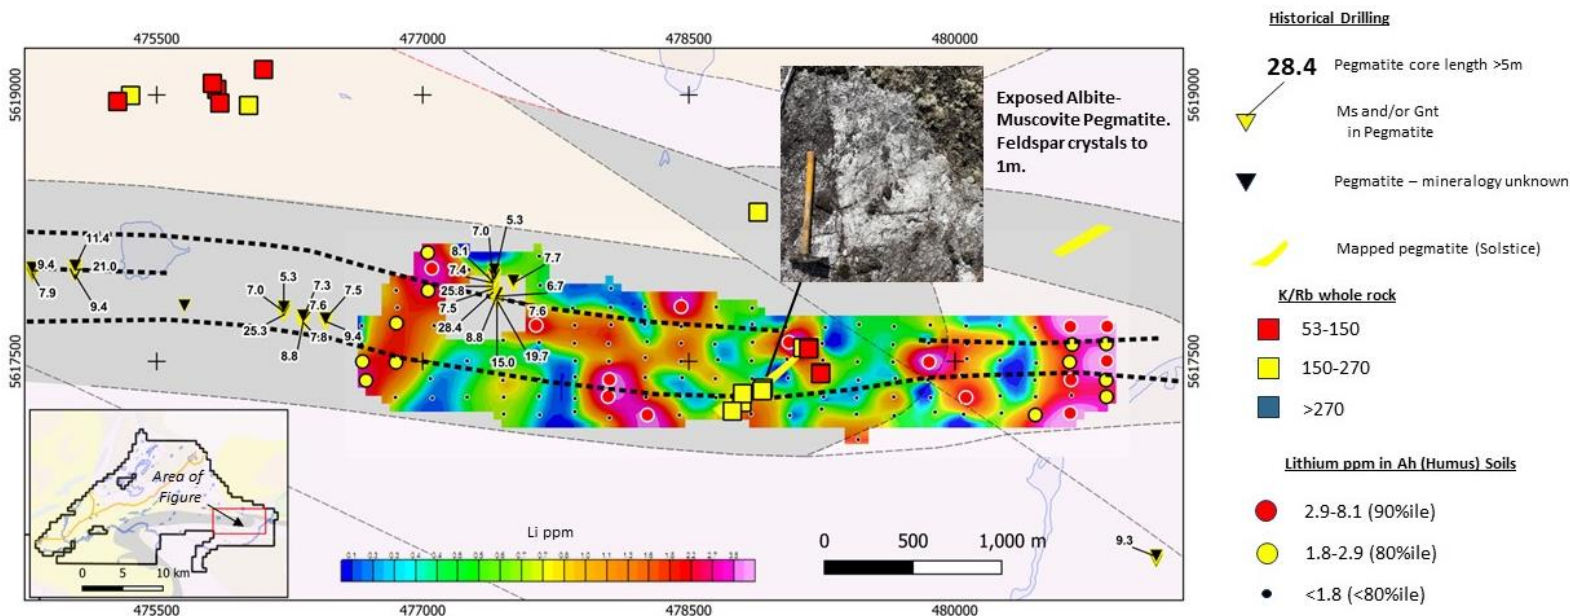 475500
477000
478500
480000
5619000
5617500
5619000
5617500
Exposed Albite-
Muscovite Pegmatite.
Feldspar crystals to
1m.
11.4
9.4
21.0
7.9
9.4
7.0
5.3
7.3
7.6
7.5
25.3
8.8
7.8
9.4
7.0
5.3
8.1
7.4
7.7
25.8
6.7
7.5
7.6
28.4
8.8
15.0
19.7
9.3
Area of
Figure
0 5 10 km
Li ppm
0 500 1,000 m
475500
477000
478500
480000
Historical Drilling
28.4
Pegmatite core length >5m
Ms and/or Gnt
in Pegmatite
Pegmatite – mineralogy unknown
Mapped pegmatite (Solstice)
K/Rb whole rock
53-150
150-270
>270
Lithium ppm in Ah (Humus) Soils
2.9-8.1 (90%ile)
1.8-2.9 (80%ile)
<1.8 (<80%ile)